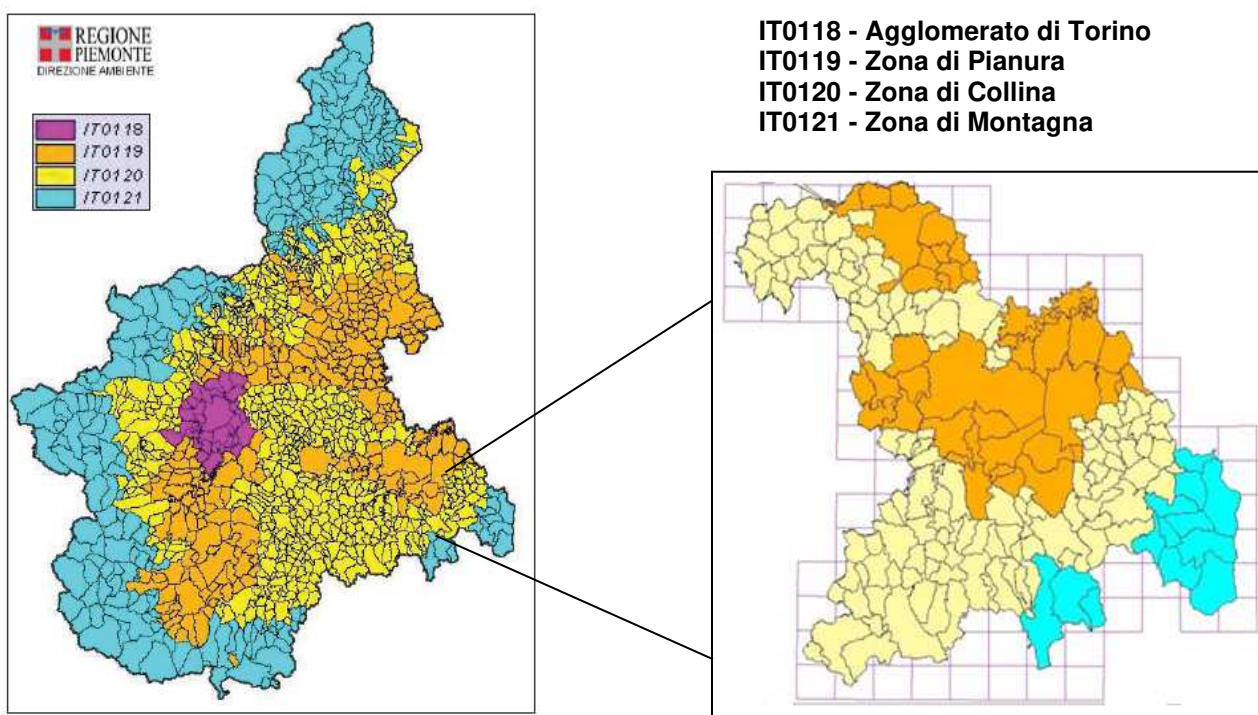 REGIONE
PIEMONTE
DIREZIONE AMBIENTE
IT0118
IT0119
IT0120
IT0121
IT0118 - Agglomerato di Torino
IT0119 - Zona di Pianura
IT0120 - Zona di Collina
IT0121 - Zona di Montagna